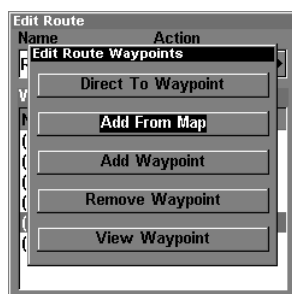 Edit Route
Name Action
Edit Route Waypoints
Direct To Waypoint
Add From Map
Add Waypoint
Remove Waypoint
View Waypoint